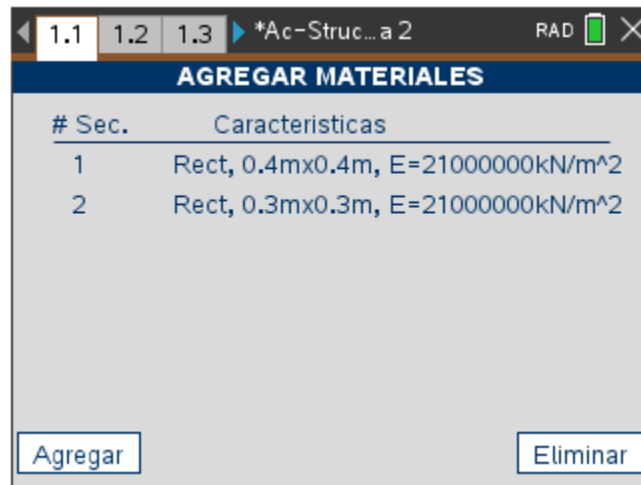 1.1 1.2 1.3 *Ac-Struc...a 2 RAD
AGREGAR MATERIALES
# Sec. Caracteristicas
1 Rect, 0.4mx0.4m, E=21000000kN/m^2
2 Rect, 0.3mx0.3m, E=21000000kN/m^2
Agregar Eliminar